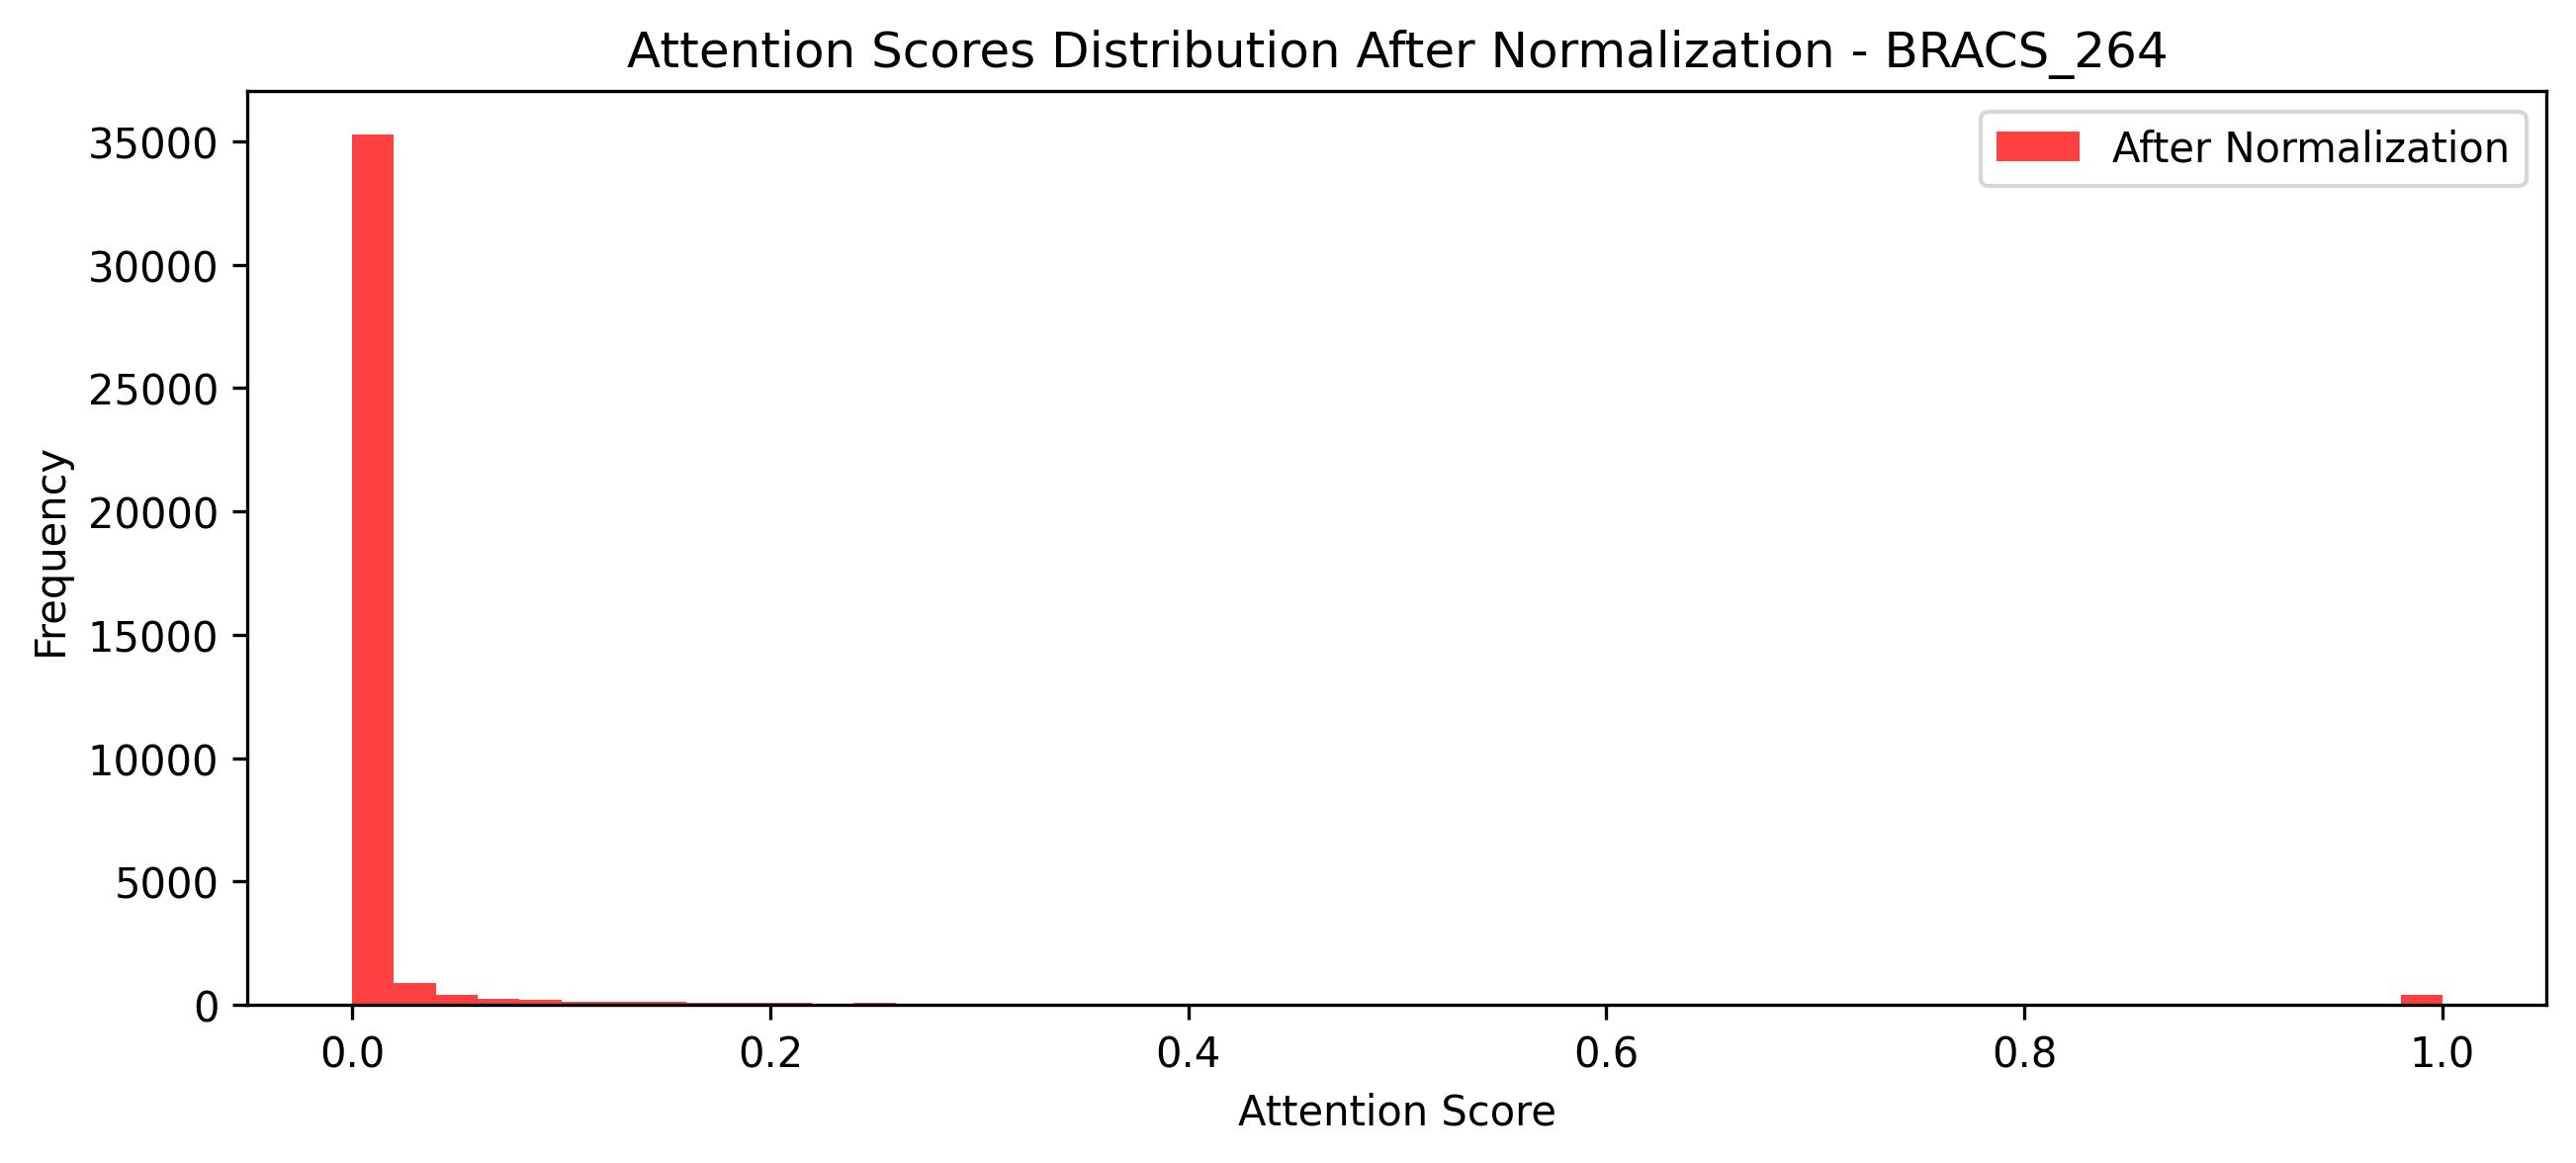 Attention Scores Distribution After Normalization - BRACS_264
After Normalization
35000
30000
25000
20000
15000
10000
5000
0
Frequency
0.0 0.2 0.4 0.6 0.8 1.0
Attention Score